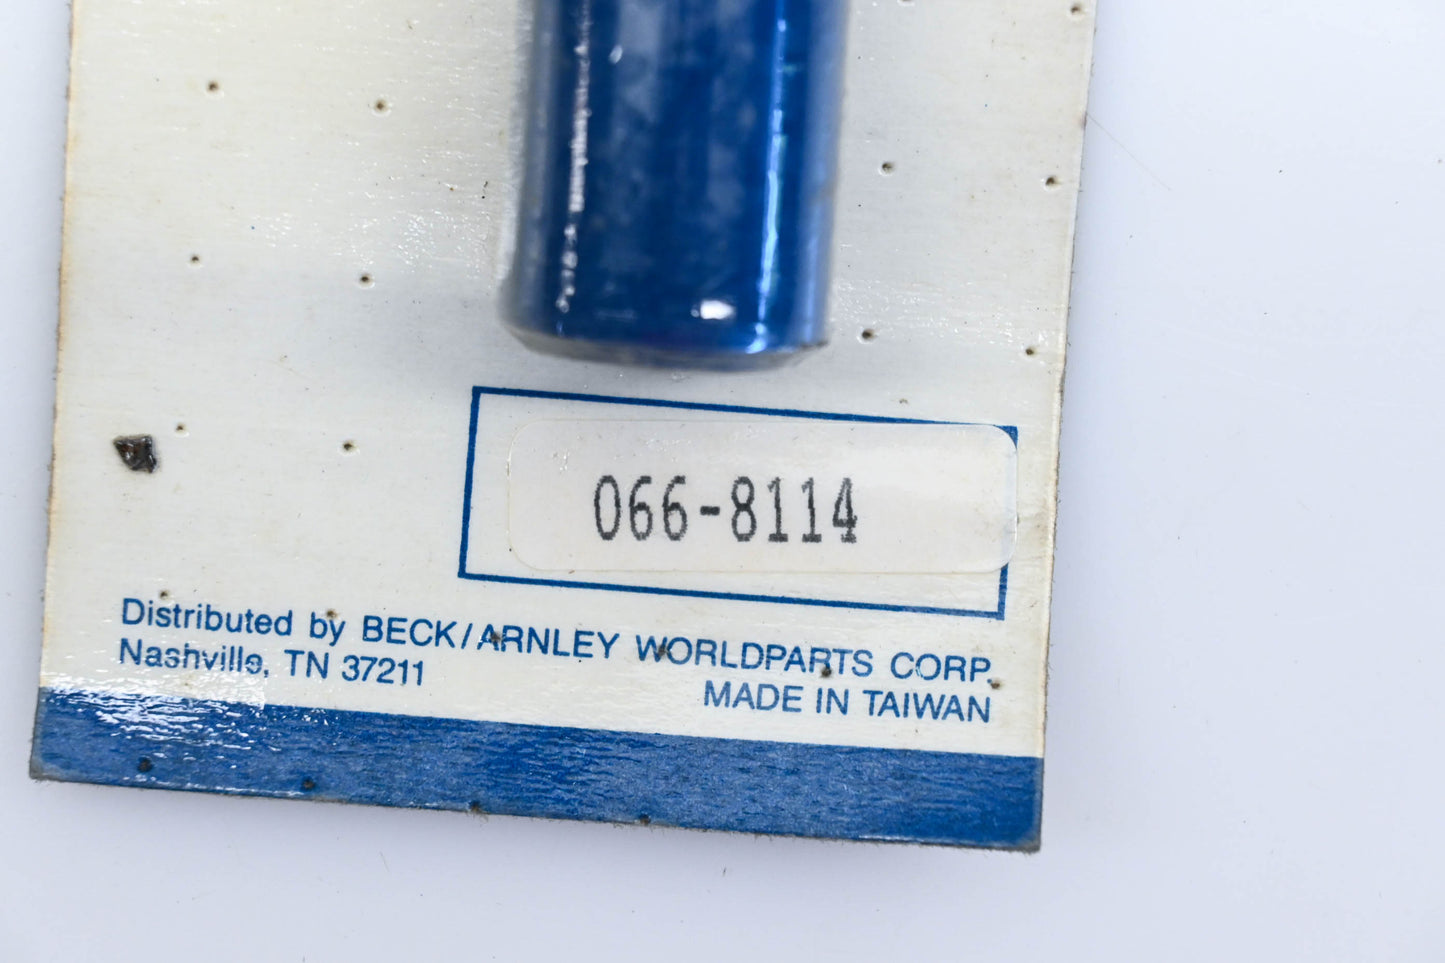 066-8114
Distributed by BECK/ARNLEY WORLDPARTS CORP.
Nashville, TN 37211
MADE IN TAIWAN